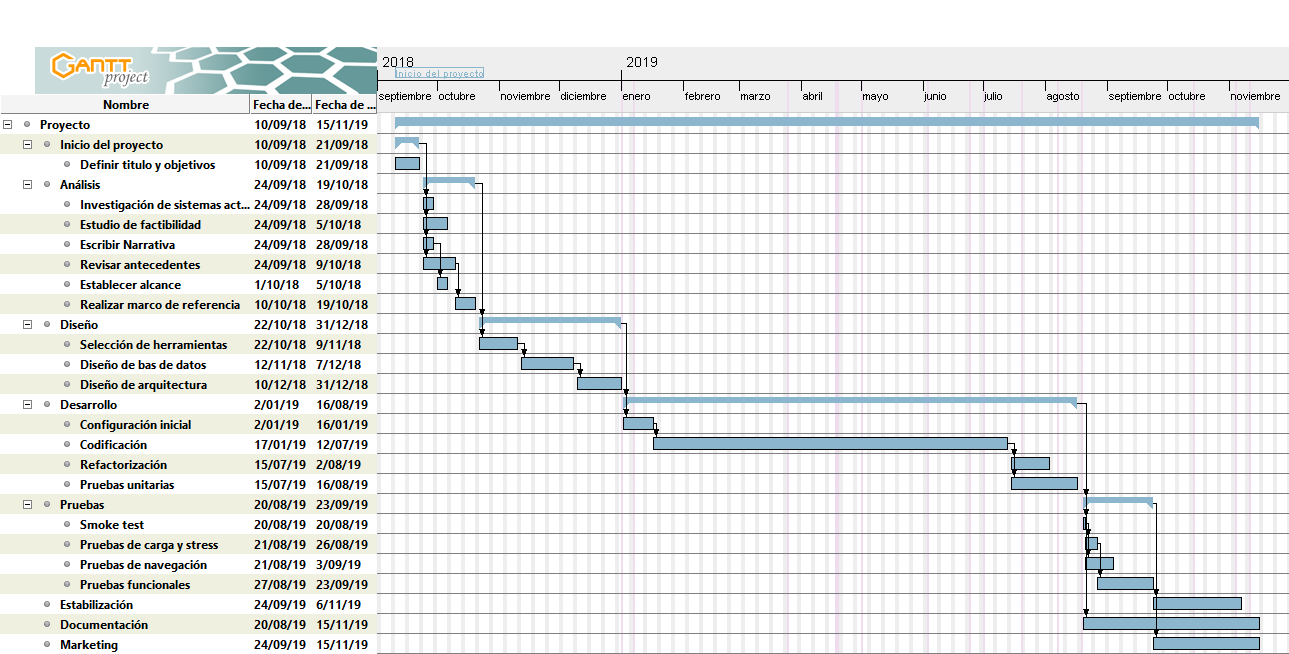 GANTT
project
2018
2019
Inicio del proyecto
septiembre octubre noviembre diciembre enero febrero marzo abril mayo junio julio agosto septiembre octubre noviembre
Nombre Fecha de... Fecha de ...
Proyecto 10/09/18 15/11/19
Inicio del proyecto 10/09/18 21/09/18
Definir titulo y objetivos 10/09/18 21/09/18
Análisis 24/09/18 19/10/18
Investigación de sistemas act... 24/09/18 28/09/18
Estudio de factibilidad 24/09/18 5/10/18
Escribir Narrativa 24/09/18 28/09/18
Revisar antecedentes 24/09/18 9/10/18
Establecer alcance 1/10/18 5/10/18
Realizar marco de referencia 10/10/18 19/10/18
Diseño 22/10/18 31/12/18
Selección de herramientas 22/10/18 9/11/18
Diseño de bas de datos 12/11/18 7/12/18
Diseño de arquitectura 10/12/18 31/12/18
Desarrollo 2/01/19 16/08/19
Configuración inicial 2/01/19 16/01/19
Codificación 17/01/19 12/07/19
Refactorización 15/07/19 2/08/19
Pruebas unitarias 15/07/19 16/08/19
Pruebas 20/08/19 23/09/19
Smoke test 20/08/19 20/08/19
Pruebas de carga y stress 21/08/19 26/08/19
Pruebas de navegación 21/08/19 3/09/19
Pruebas funcionales 27/08/19 23/09/19
Estabilización 24/09/19 6/11/19
Documentación 20/08/19 15/11/19
Marketing 24/09/19 15/11/19